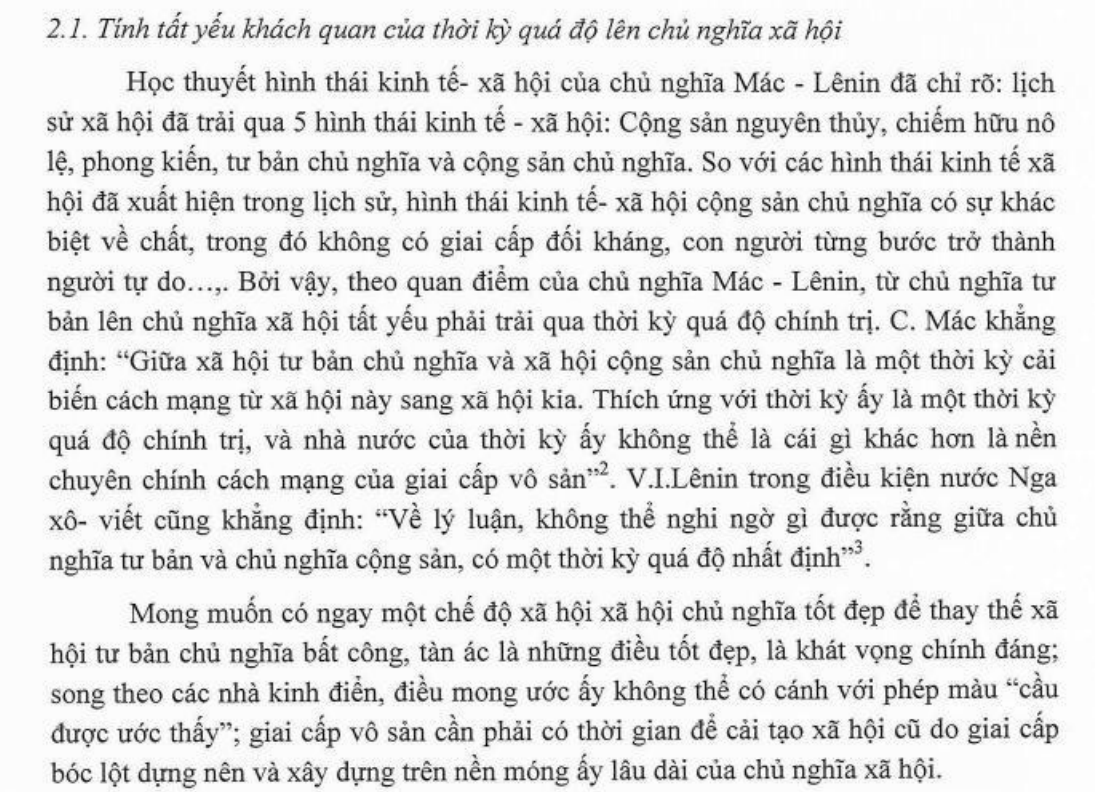 2.1. Tính tất yếu khách quan của thời kỳ quá độ lên chủ nghĩa xã hội
Học thuyết hình thái kinh tế- xã hội của chủ nghĩa Mác - Lênin đã chỉ rõ: lịch
sử xã hội đã trải qua 5 hình thái kinh tế - xã hội: Cộng sản nguyên thủy, chiếm hữu nô
lệ, phong kiến, tư bản chủ nghĩa và cộng sản chủ nghĩa. So với các hình thái kinh tế xã
hội đã xuất hiện trong lịch sử, hình thái kinh tế- xã hội cộng sản chủ nghĩa có sự khác
biệt về chất, trong đó không có giai cấp đối kháng, con người từng bước trở thành
người tự do…,. Bởi vậy, theo quan điểm của chủ nghĩa Mác - Lênin, từ chủ nghĩa tư
bản lên chủ nghĩa xã hội tất yếu phải trải qua thời kỳ quá độ chính trị. C. Mác khẳng
định: “Giữa xã hội tư bản chủ nghĩa và xã hội cộng sản chủ nghĩa là một thời kỳ cải
biến cách mạng từ xã hội này sang xã hội kia. Thích ứng với thời kỳ ấy là một thời kỳ
quá độ chính trị, và nhà nước của thời kỳ ấy không thể là cái gì khác hơn là nền
chuyên chính cách mạng của giai cấp vô sản”². V.I.Lênin trong điều kiện nước Nga
xô- viết cũng khẳng định: “Về lý luận, không thể nghi ngờ gì được rằng giữa chủ
nghĩa tư bản và chủ nghĩa cộng sản, có một thời kỳ quá độ nhất định”³.
Mong muốn có ngay một chế độ xã hội xã hội chủ nghĩa tốt đẹp để thay thế xã
hội tư bản chủ nghĩa bất công, tàn ác là những điều tốt đẹp, là khát vọng chính đáng;
song theo các nhà kinh điển, điều mong ước ấy không thể có cánh với phép màu “cầu
được ước thấy”; giai cấp vô sản cần phải có thời gian để cải tạo xã hội cũ do giai cấp
bóc lột dựng nên và xây dựng trên nền móng ấy lâu dài của chủ nghĩa xã hội.